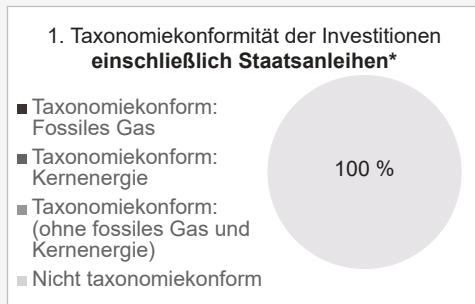 1. Taxonomiekonformität der Investitionen
einschließlich Staatsanleihen*
Taxonomiekonform:
Fossiles Gas
Taxonomiekonform:
Kernenergie
Taxonomiekonform:
(ohne fossiles Gas und
Kernenergie)
Nicht taxonomiekonform
100 %